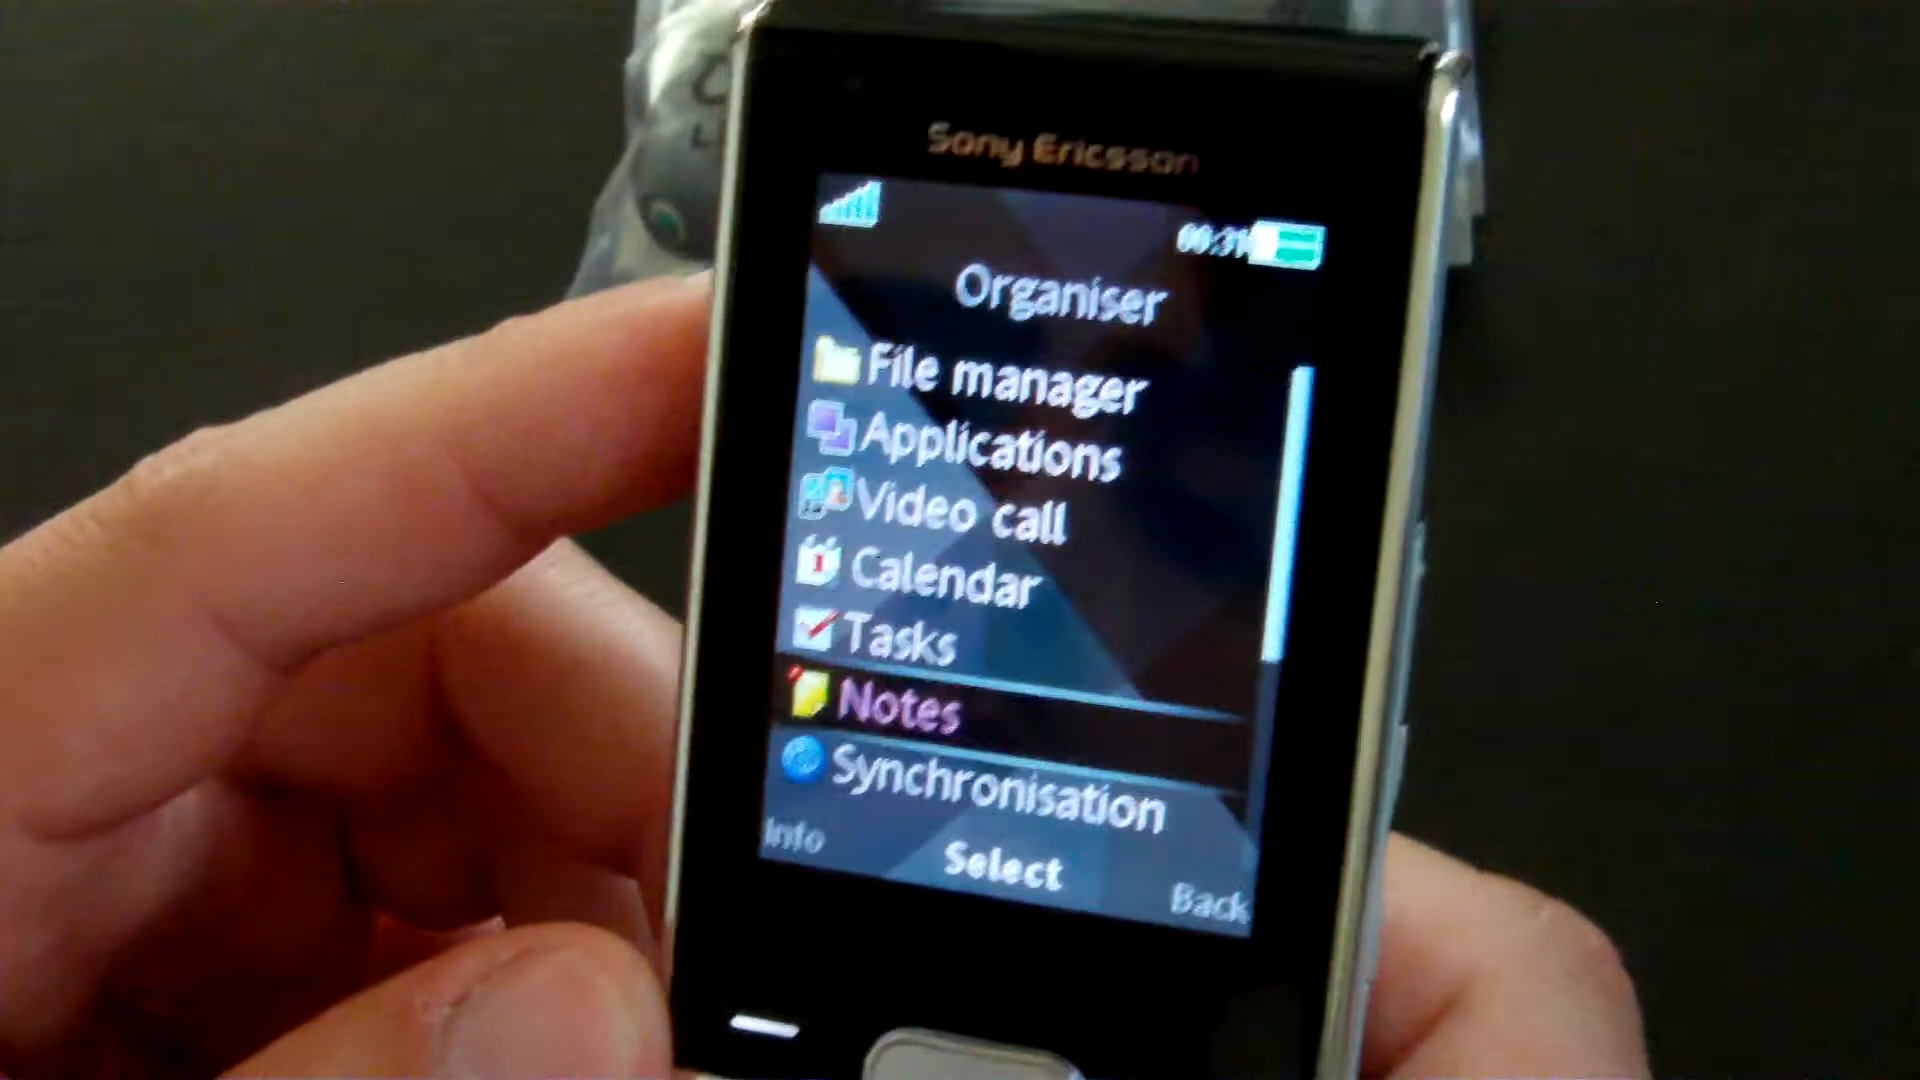 Sony Ericsson
Organiser
File manager
Applications
Video call
Calendar
Tasks
Notes
Synchronisation
Info
Select
Back